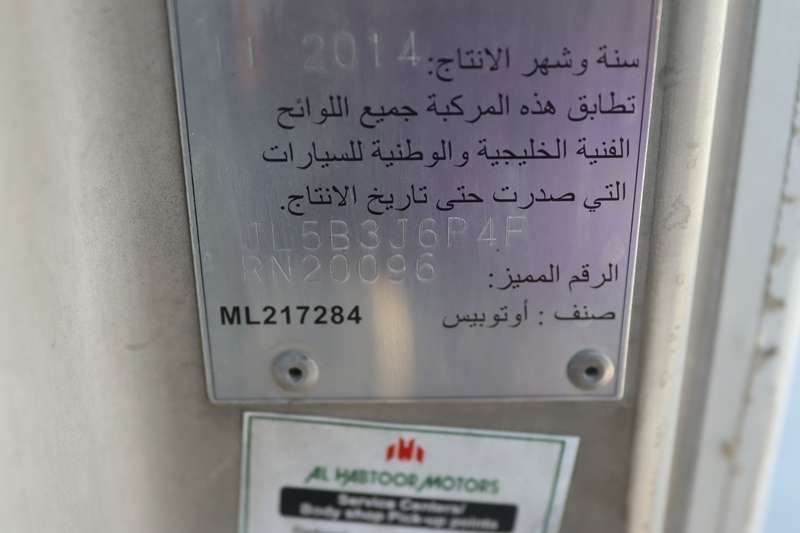 سنة وشهر الانتاج: 11 2014
تطابق هذه المركبة جميع اللوائح
الفنية الخليجية والوطنية للسيارات
التي صدرت حتى تاريخ الانتاج.
JL5B3J6P4F
الرقم المميز: RN20096
صنف : أوتوبيس ML217284
AL HABTOOR MOTORS
Service Centers/
Body shop Pick-up points